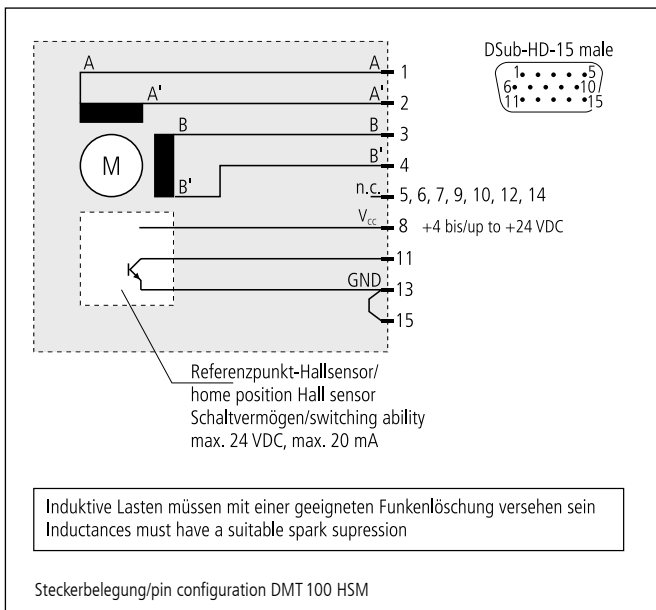 DSub-HD-15 male
1 5
6 10
11 15
A A 1
A' A' 2
B B 3
B' 4
M
B'
n.c. 5, 6, 7, 9, 10, 12, 14
Vcc 8 +4 bis/up to +24 VDC
11
GND 13
15
Referenzpunkt-Hallsensor/
home position Hall sensor
Schaltvermögen/switching ability
max. 24 VDC, max. 20 mA
Induktive Lasten müssen mit einer geeigneten Funkenlöschung versehen sein
Inductances must have a suitable spark supression
Steckerbelegung/pin configuration DMT 100 HSM